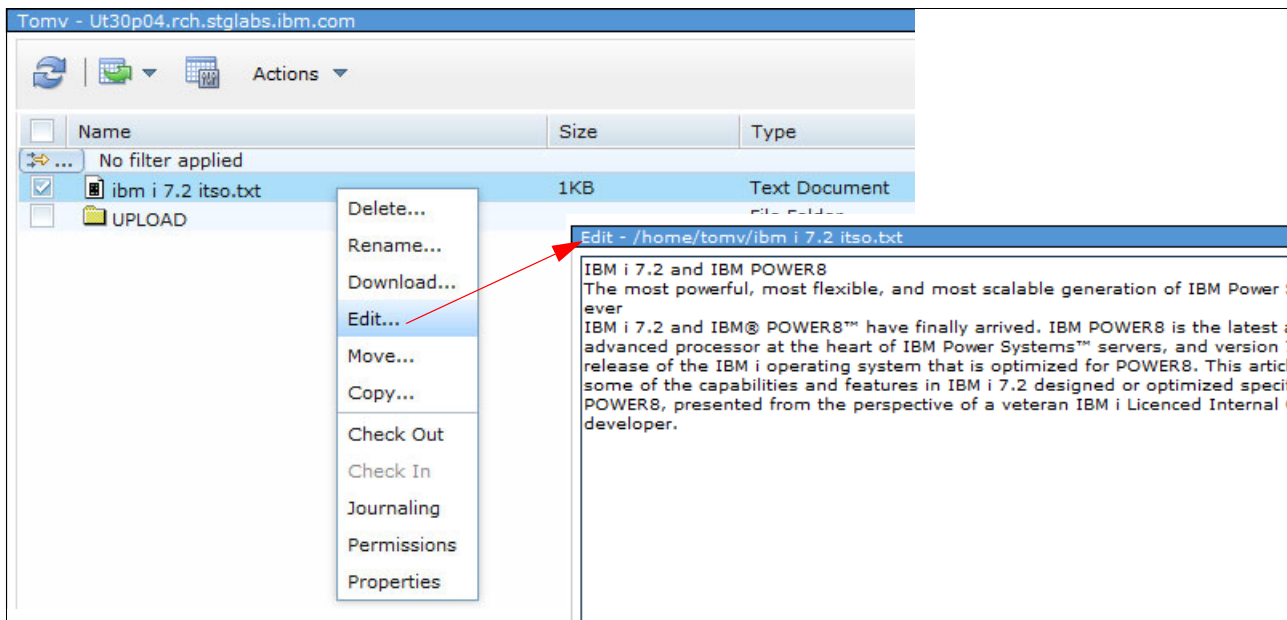 Tomv - Ut30p04.rch.stglabs.ibm.com
Actions
Name Size Type
... No filter applied
ibm i 7.2 itso.txt 1KB Text Document
UPLOAD File Folder
Delete...
Rename...
Download...
Edit...
Move...
Copy...
Check Out
Check In
Journaling
Permissions
Properties
Edit - /home/tomv/ibm i 7.2 itso.txt
IBM i 7.2 and IBM POWER8
The most powerful, most flexible, and most scalable generation of IBM Power
ever
IBM i 7.2 and IBM® POWER8™ have finally arrived. IBM POWER8 is the latest
advanced processor at the heart of IBM Power Systems™ servers, and version
release of the IBM i operating system that is optimized for POWER8. This artic
some of the capabilities and features in IBM i 7.2 designed or optimized speci
POWER8, presented from the perspective of a veteran IBM i Licenced Internal
developer.